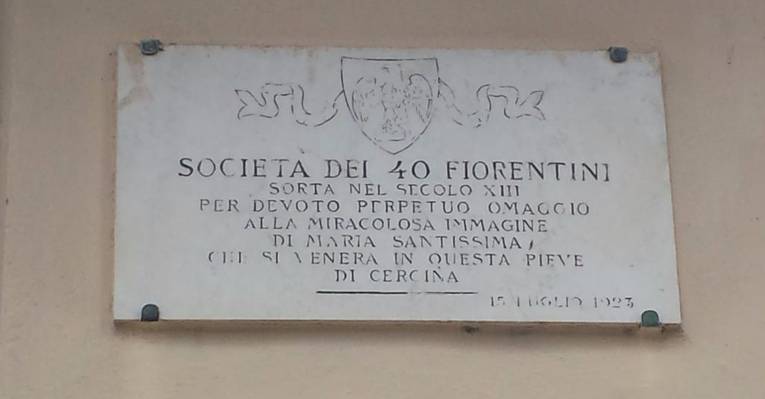 SOCIETA DEI 40 FIORENTINI
SORTA NEL SECOLO XIII
PER DEVOTO PERPETUO OMAGGIO
ALLA MIRACOLOSA IMMAGINE
DI MARIA SANTISSIMA,
CHE SI VENERA IN QUESTA PIEVE
DI CERCINA
15 LUGLIO 1923